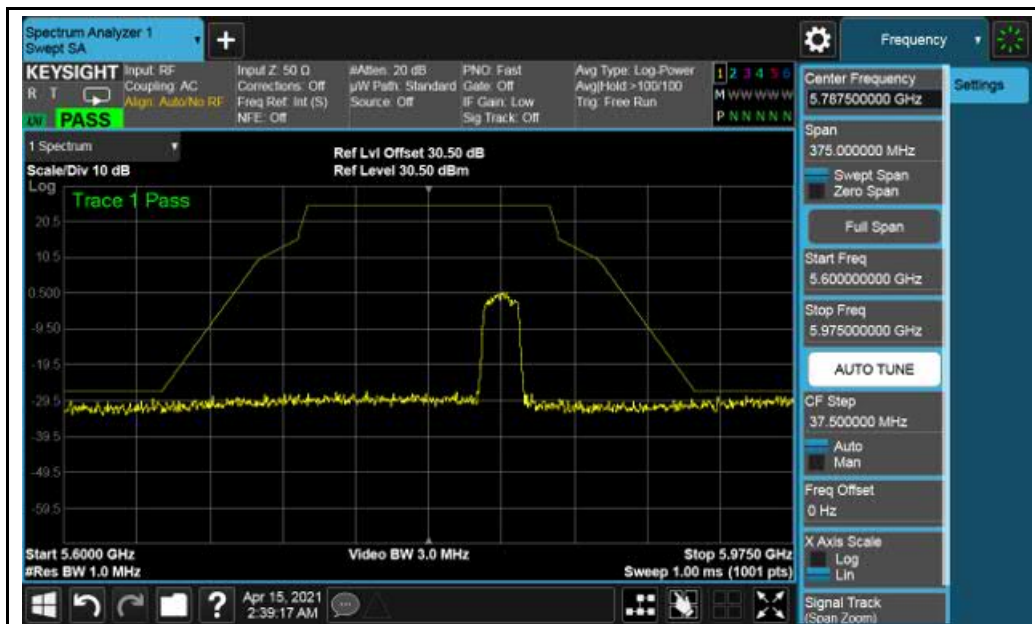 Spectrum Analyzer 1
Swept SA
+
Frequency
KEYSIGHT
R T
PASS
Input: RF
Coupling: AC
Align: Auto/No RF
Input Z: 50 Ω
Corrections: Off
Freq Ref: Int (S)
NFE: Off
#Atten: 20 dB
µW Path: Standard
Source: Off
PNO: Fast
Gate: Off
IF Gain: Low
Sig Track: Off
Avg Type: Log-Power
Avg|Hold:>100/100
Trig: Free Run
1 2 3 4 5 6
M W W W W W
P N N N N N
1 Spectrum
Scale/Div 10 dB
Ref Lvl Offset 30.50 dB
Ref Level 30.50 dBm
Log
Trace 1 Pass
20.5
10.5
0.500
-9.50
-19.5
-29.5
-39.5
-49.5
-59.5
Start 5.6000 GHz
#Res BW 1.0 MHz
Video BW 3.0 MHz
Stop 5.9750 GHz
Sweep 1.00 ms (1001 pts)
Center Frequency
5.787500000 GHz
Settings
Span
375.000000 MHz
Swept Span
Zero Span
Full Span
Start Freq
5.600000000 GHz
Stop Freq
5.975000000 GHz
AUTO TUNE
CF Step
37.500000 MHz
Auto
Man
Freq Offset
0 Hz
X Axis Scale
Log
Lin
Signal Track
(Span Zoom)
?
Apr 15, 2021
2:39:17 AM